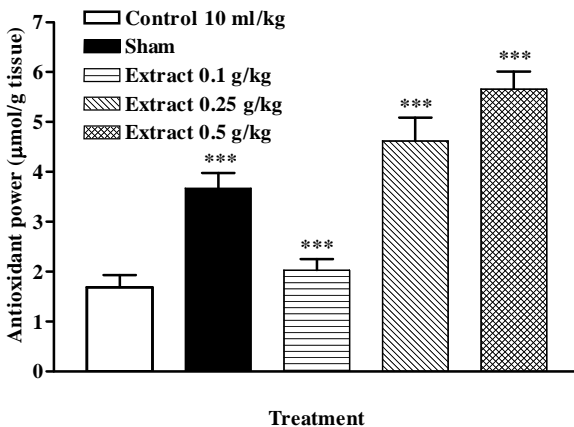 Control 10 ml/kg
Sham
Extract 0.1 g/kg
Extract 0.25 g/kg
Extract 0.5 g/kg
Antioxidant power (µmol/g tissue)
7
6
5
4
3
2
1
0
***
***
***
***
Treatment